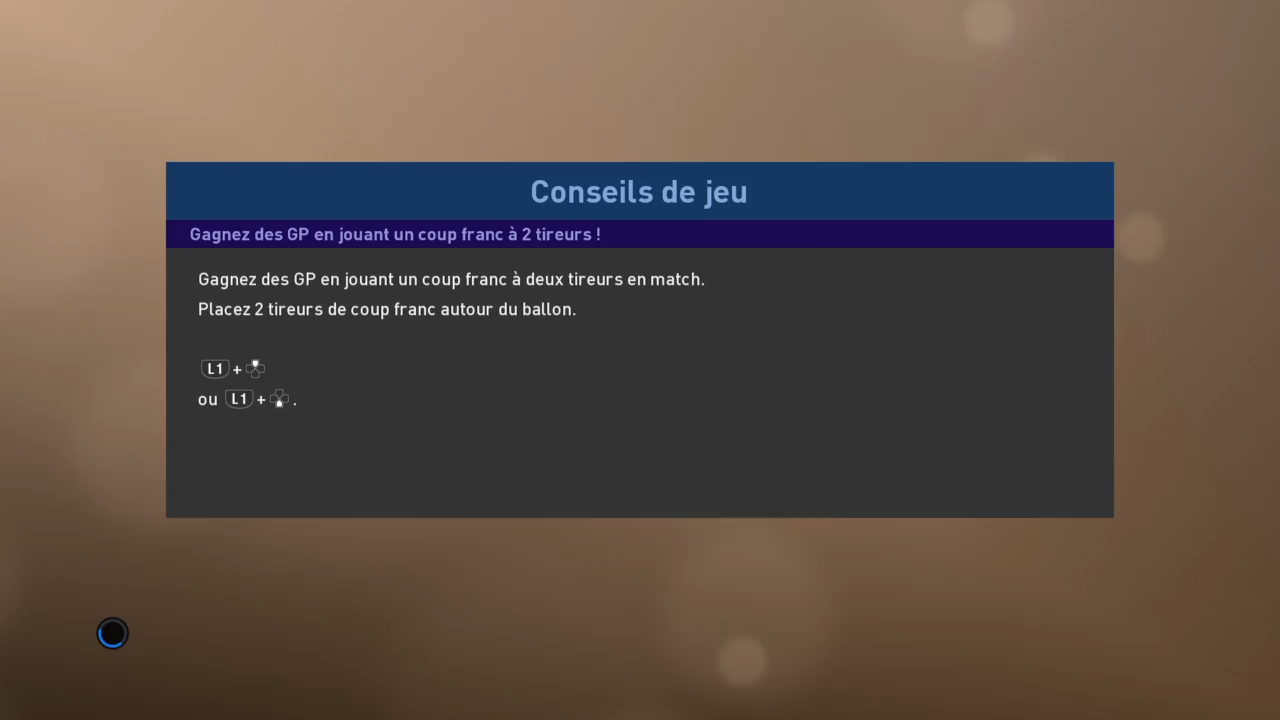 Conseils de jeu
Gagnez des GP en jouant un coup franc à 2 tireurs !
Gagnez des GP en jouant un coup franc à deux tireurs en match.
Placez 2 tireurs de coup franc autour du ballon.
L1 +
ou L1 + .